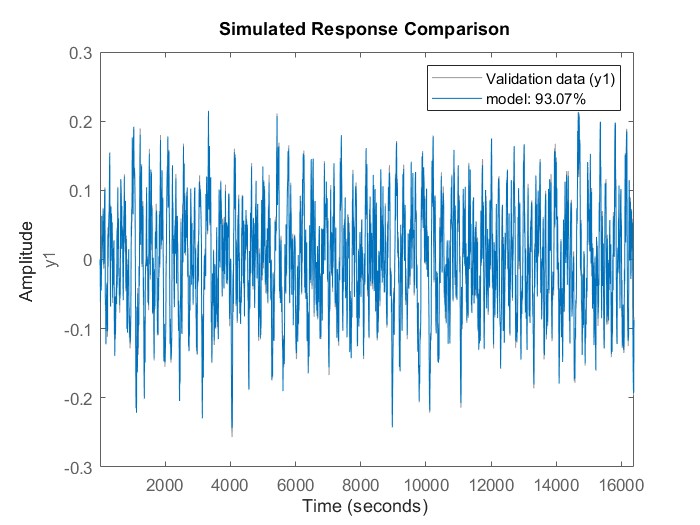 Simulated Response Comparison
0.3
0.2
0.1
0
-0.1
-0.2
-0.3
Amplitude
y1
Validation data (y1)
model: 93.07%
2000 4000 6000 8000 10000 12000 14000 16000
Time (seconds)